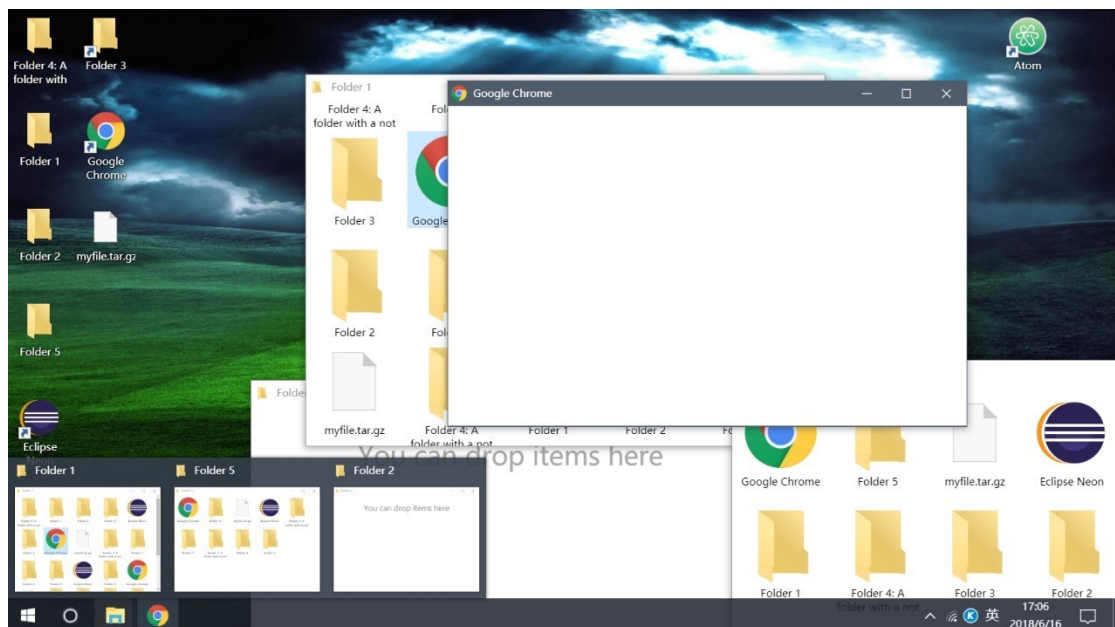 Folder 4: A
folder with
Folder 3
Atom
Folder 1
Google
Chrome
Folder 2
myfile.tar.gz
Folder 5
Eclipse
Folder 1
Folder 4: A
folder with a not
Fol
Folder 3
Google
Folder 2
Fol
myfile.tar.gz
Folder 4: A
folder with a not
Folder 1
Folder 2
Fo
Google Chrome
Folde
You can drop items here
Google Chrome
Folder 5
myfile.tar.gz
Eclipse Neon
Folder 1
Folder 4: A
folder with a not
Folder 3
Folder 2
Folder 1
Folder 5
Folder 2
You can drop items here
英
17:06
2018/6/16